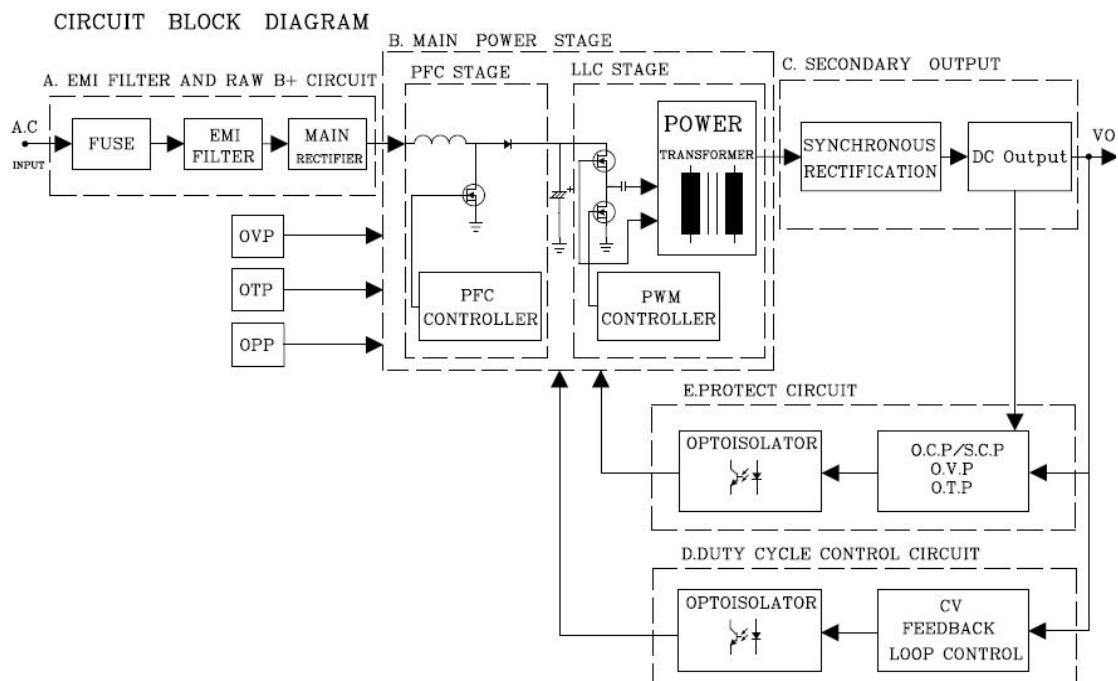 CIRCUIT BLOCK DIAGRAM
B. MAIN POWER STAGE
A. EMI FILTER AND RAW B+ CIRCUIT
PFC STAGE
LLC STAGE
C. SECONDARY OUTPUT
A.C
INPUT
FUSE
EMI
FILTER
MAIN
RECTIFIER
POWER
TRANSFORMER
SYNCHRONOUS
RECTIFICATION
DC Output
VO
+
OVP
OTP
OPP
PFC
CONTROLLER
PWM
CONTROLLER
E.PROTECT CIRCUIT
OPTOISOLATOR
O.C.P/S.C.P
O.V.P
O.T.P
D.DUTY CYCLE CONTROL CIRCUIT
OPTOISOLATOR
CV
FEEDBACK
LOOP CONTROL